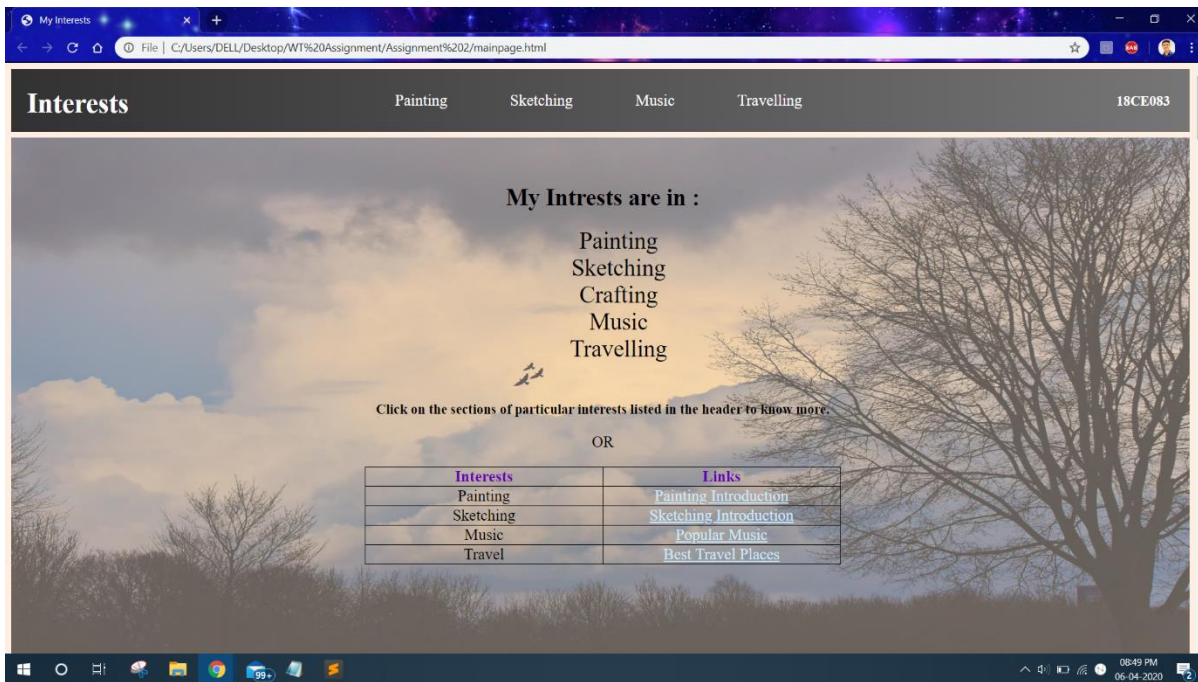 My Interests
File | C:/Users/DELL/Desktop/WT%20Assignment/Assignment%202/mainpage.html
Interests Painting Sketching Music Travelling 18CE083
My Intrests are in :
Painting
Sketching
Crafting
Music
Travelling
Click on the sections of particular interests listed in the header to know more.
OR
Interests Links
Painting Painting Introduction
Sketching Sketching Introduction
Music Popular Music
Travel Best Travel Places
99+
08:49 PM
06-04-2020
2